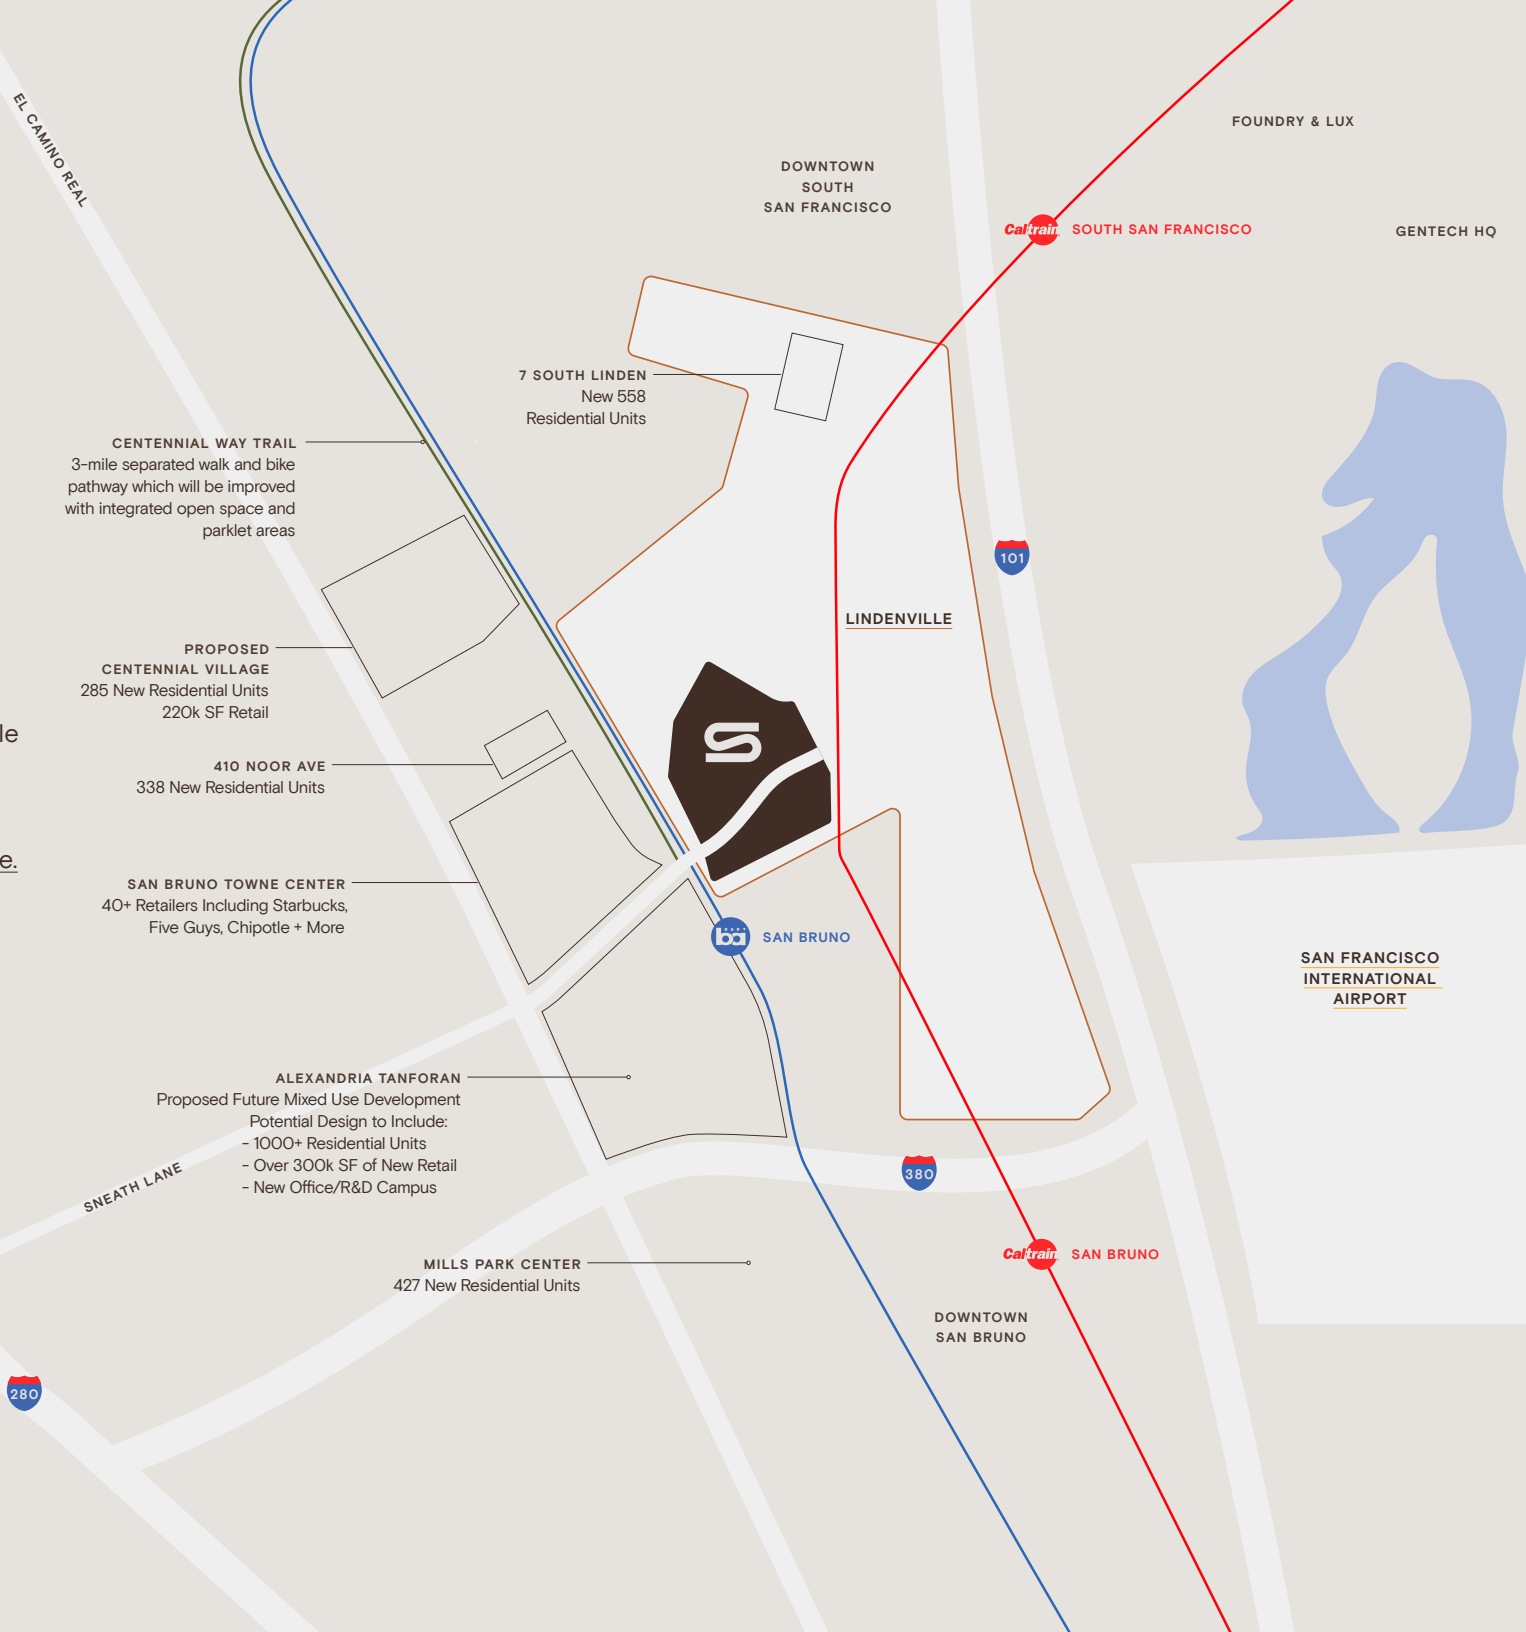 EL CAMINO REAL
FOUNDRY & LUX
DOWNTOWN
SOUTH
SAN FRANCISCO
Caltrain
SOUTH SAN FRANCISCO
GENTECH HQ
7 SOUTH LINDEN
New 558
Residential Units
CENTENNIAL WAY TRAIL
3-mile separated walk and bike
pathway which will be improved
with integrated open space and
parklet areas
101
LINDENVILLE
PROPOSED
CENTENNIAL VILLAGE
285 New Residential Units
220k SF Retail
le
S
410 NOOR AVE
338 New Residential Units
e.
SAN BRUNO TOWNE CENTER
40+ Retailers Including Starbucks,
Five Guys, Chipotle + More
ba
SAN BRUNO
SAN FRANCISCO
INTERNATIONAL
AIRPORT
ALEXANDRIA TANFORAN
Proposed Future Mixed Use Development
Potential Design to Include:
- 1000+ Residential Units
- Over 300k SF of New Retail
- New Office/R&D Campus
SNEATH LANE
380
Caltrain
SAN BRUNO
MILLS PARK CENTER
427 New Residential Units
DOWNTOWN
SAN BRUNO
280